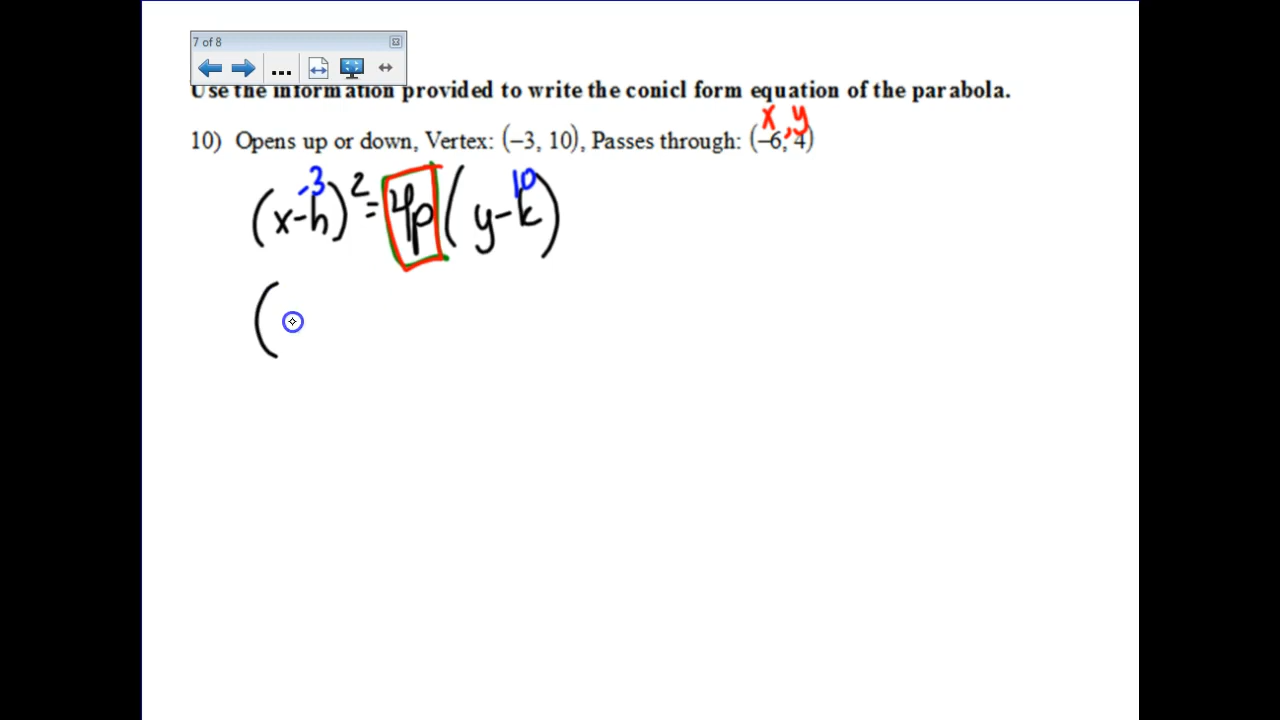 7 of 8
Use the information provided to write the conicl form equation of the parabola.
x, y
10) Opens up or down, Vertex: (−3, 10), Passes through: (−6, 4)
-3 10
(x-h)² = 4p(y-k)
(